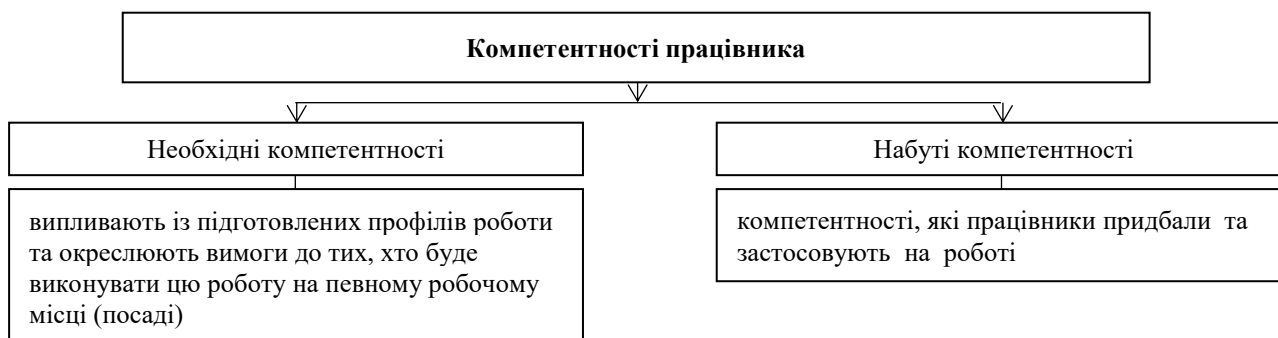 Компетентності працівника
Необхідні компетентності
Набуті компетентності
випливають із підготовлених профілів роботи
та окреслюють вимоги до тих, хто буде
виконувати цю роботу на певному робочому
місці (посаді)
компетентності, які працівники придбали та
застосовують на роботі